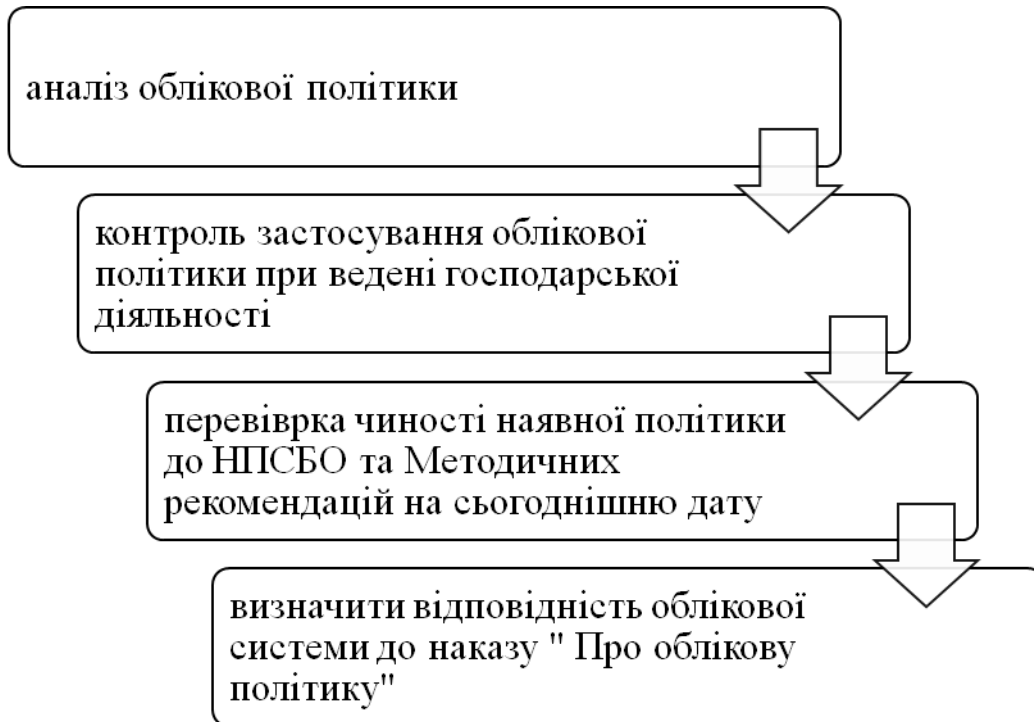 аналіз облікової політики
контроль застосування облікової
політики при ведені господарської
діяльності
перевіврка чиності наявної політики
до НПСБО та Методичних
рекомендацій на сьогоднішню дату
визначити відповідність облікової
системи до наказу " Про облікову
політику"